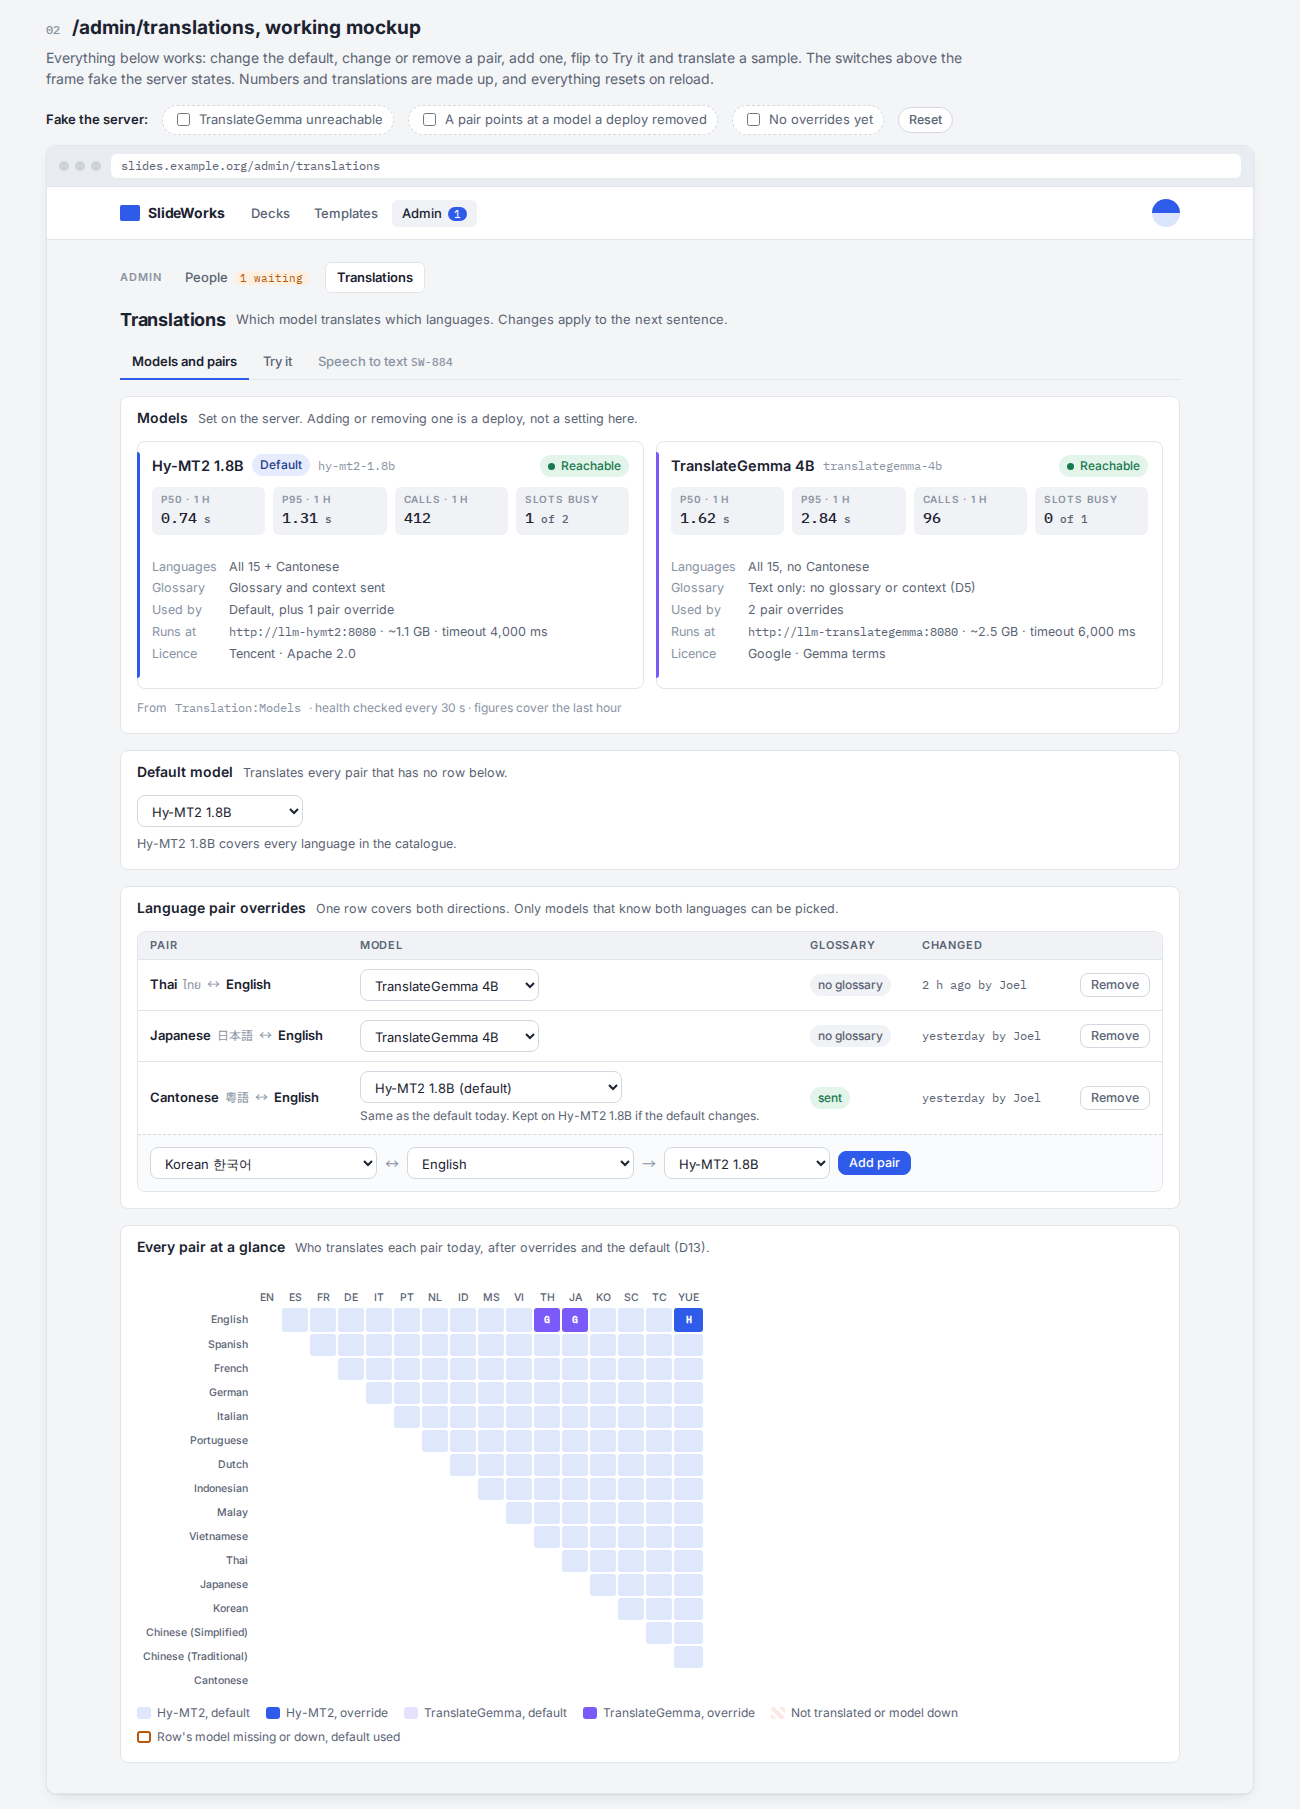 02 /admin/translations, working mockup
Everything below works: change the default, change or remove a pair, add one, flip to Try it and translate a sample. The switches above the
frame fake the server states. Numbers and translations are made up, and everything resets on reload.
Fake the server: TranslateGemma unreachable A pair points at a model a deploy removed No overrides yet Reset
slides.example.org/admin/translations
SlideWorks Decks Templates Admin 1
ADMIN People 1 waiting Translations
Translations Which model translates which languages. Changes apply to the next sentence.
Models and pairs Try it Speech to text SW-884
Models Set on the server. Adding or removing one is a deploy, not a setting here.
Hy-MT2 1.8B Default hy-mt2-1.8b Reachable
P50 · 1 H P95 · 1 H CALLS · 1 H SLOTS BUSY
0.74 s 1.31 s 412 1 of 2
Languages All 15 + Cantonese
Glossary Glossary and context sent
Used by Default, plus 1 pair override
Runs at http://llm-hymt2:8080 · ~1.1 GB · timeout 4,000 ms
Licence Tencent · Apache 2.0
TranslateGemma 4B translategemma-4b Reachable
P50 · 1 H P95 · 1 H CALLS · 1 H SLOTS BUSY
1.62 s 2.84 s 96 0 of 1
Languages All 15, no Cantonese
Glossary Text only: no glossary or context (D5)
Used by 2 pair overrides
Runs at http://llm-translategemma:8080 · ~2.5 GB · timeout 6,000 ms
Licence Google · Gemma terms
From Translation:Models · health checked every 30 s · figures cover the last hour
Default model Translates every pair that has no row below.
Hy-MT2 1.8B
Hy-MT2 1.8B covers every language in the catalogue.
Language pair overrides One row covers both directions. Only models that know both languages can be picked.
PAIR MODEL GLOSSARY CHANGED
Thai ไทย ↔ English TranslateGemma 4B no glossary 2 h ago by Joel Remove
Japanese 日本語 ↔ English TranslateGemma 4B no glossary yesterday by Joel Remove
Cantonese 粵語 ↔ English Hy-MT2 1.8B (default) sent yesterday by Joel Remove
Same as the default today. Kept on Hy-MT2 1.8B if the default changes.
Korean 한국어 ↔ English → Hy-MT2 1.8B Add pair
Every pair at a glance Who translates each pair today, after overrides and the default (D13).
EN ES FR DE IT PT NL ID MS VI TH JA KO SC TC YUE
English G G H
Spanish
French
German
Italian
Portuguese
Dutch
Indonesian
Malay
Vietnamese
Thai
Japanese
Korean
Chinese (Simplified)
Chinese (Traditional)
Cantonese
Hy-MT2, default Hy-MT2, override TranslateGemma, default TranslateGemma, override Not translated or model down
Row's model missing or down, default used